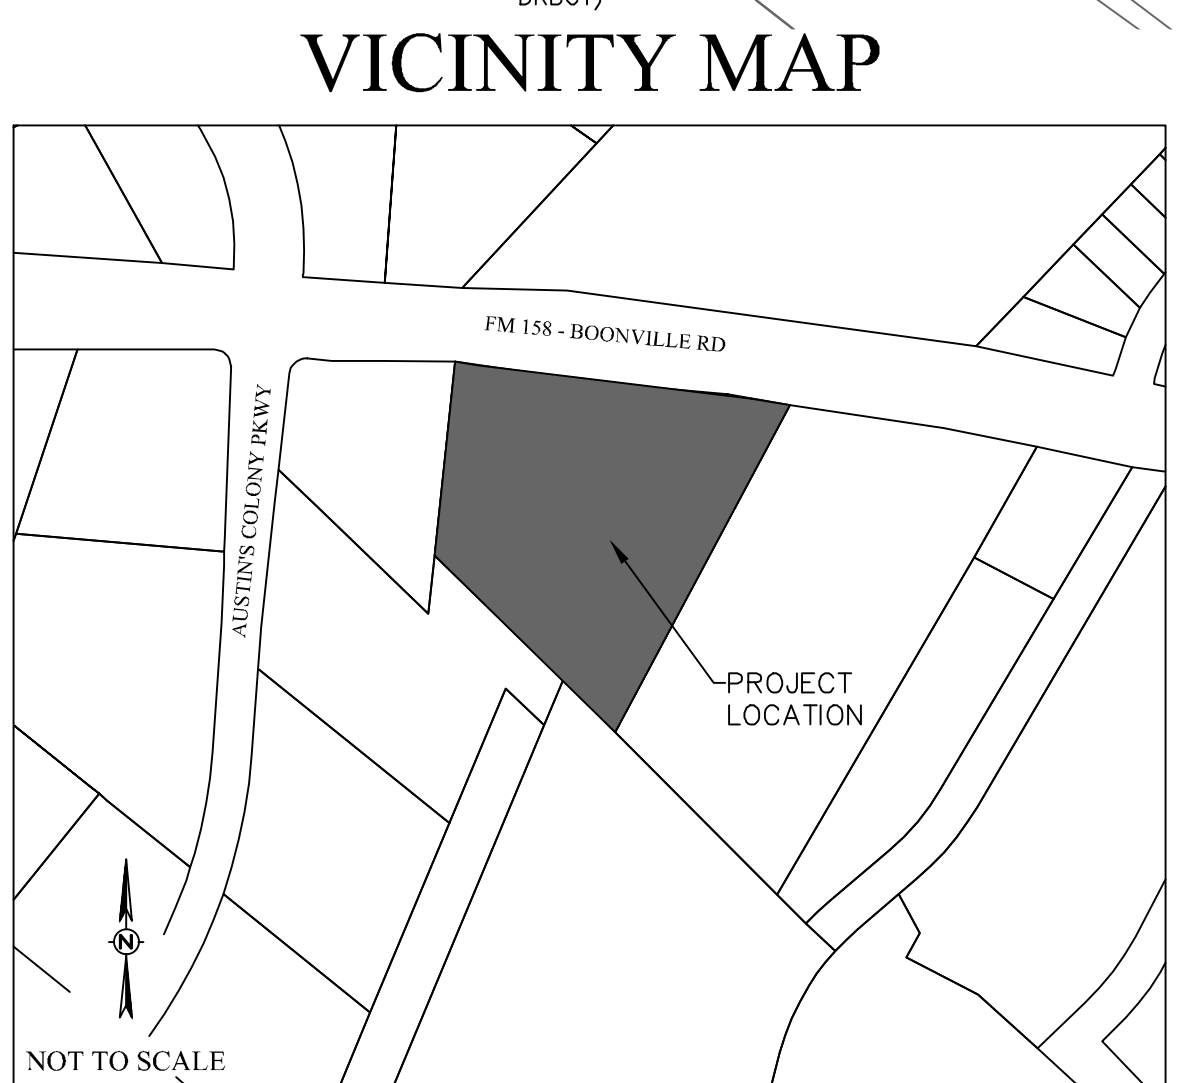 VICINITY MAP
FM 158 - BOONVILLE RD
AUSTIN'S COLONY PKWY
PROJECT
LOCATION
N
NOT TO SCALE